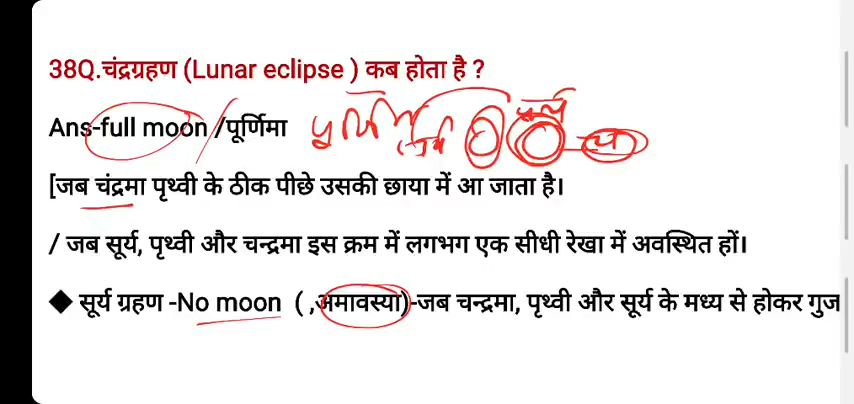 38Q.चंद्रग्रहण (Lunar eclipse ) कब होता है ?
Ans-full moon /पूर्णिमा
[जब चंद्रमा पृथ्वी के ठीक पीछे उसकी छाया में आ जाता है।
/ जब सूर्य, पृथ्वी और चन्द्रमा इस क्रम में लगभग एक सीधी रेखा में अवस्थित हों।
◆ सूर्य ग्रहण -No moon ( ,अमावस्या)-जब चन्द्रमा, पृथ्वी और सूर्य के मध्य से होकर गुज